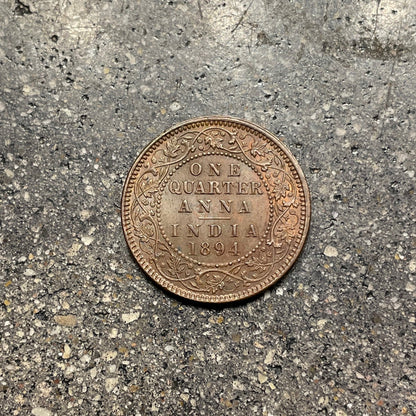 ONE
QUARTER
ANNA
INDIA
1894